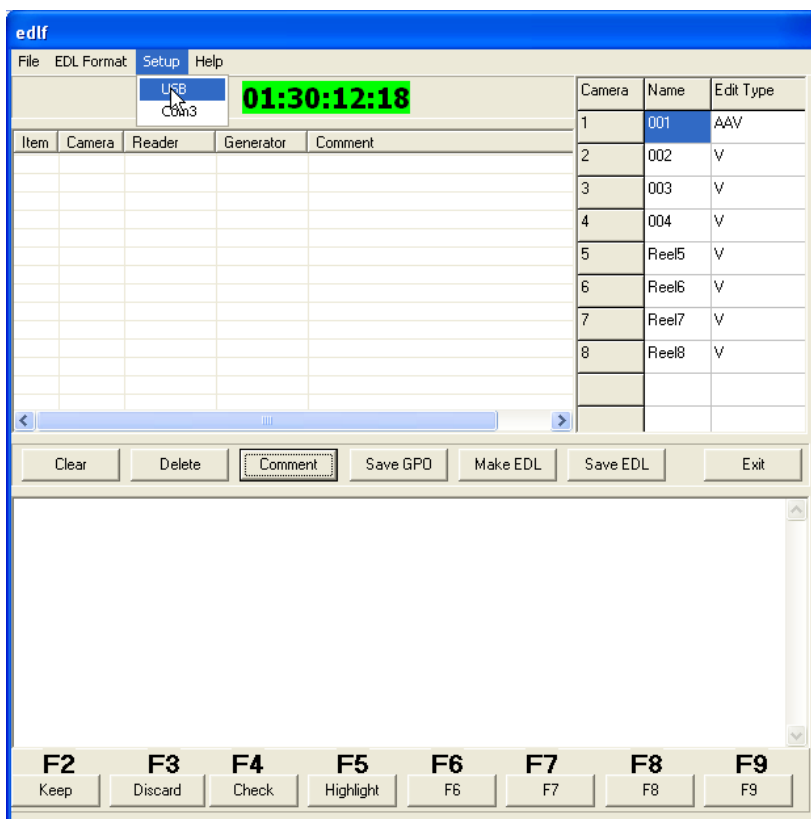 edlf
File EDL Format Setup Help
USB
Com3
01:30:12:18
Item Camera Reader Generator Comment
Camera Name Edit Type
1 001 AAV
2 002 V
3 003 V
4 004 V
5 Reel5 V
6 Reel6 V
7 Reel7 V
8 Reel8 V
Clear Delete Comment Save GPO Make EDL Save EDL Exit
F2 F3 F4 F5 F6 F7 F8 F9
Keep Discard Check Highlight F6 F7 F8 F9